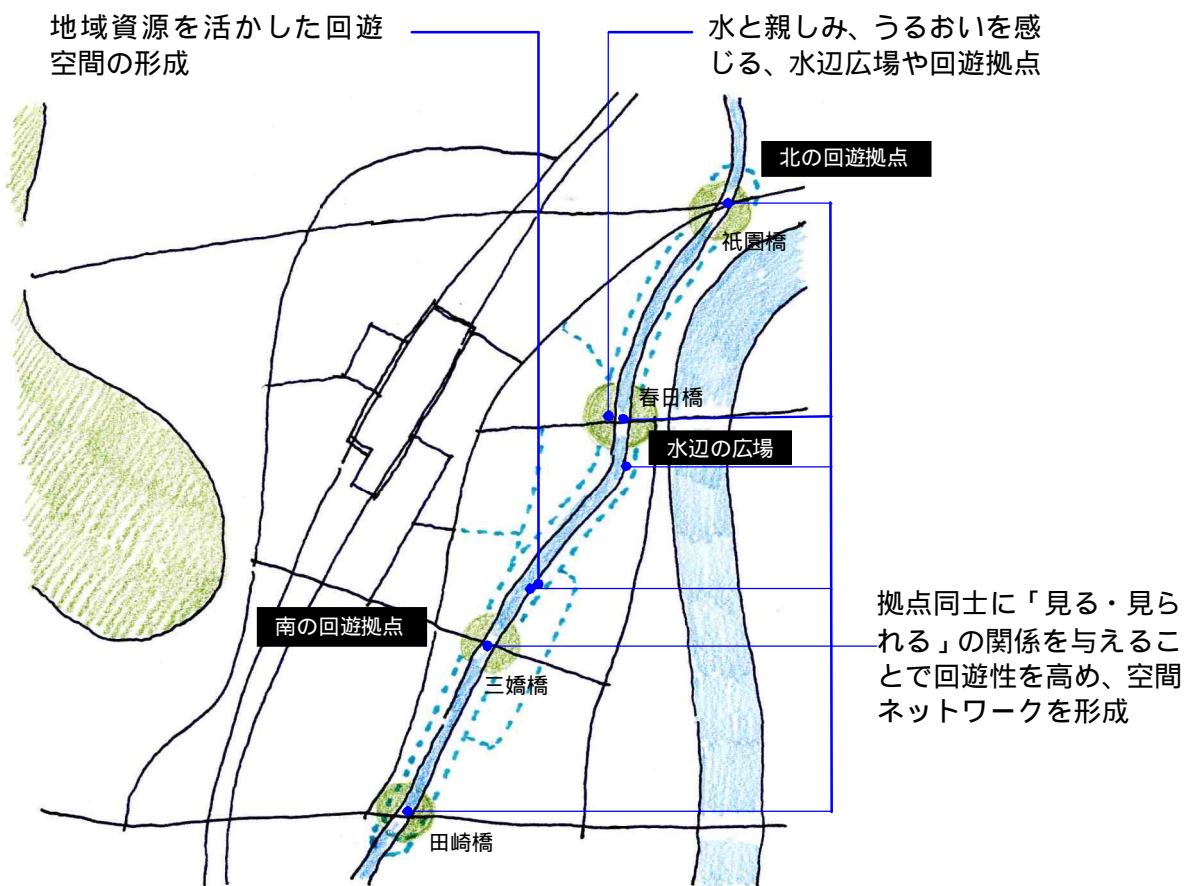 地域資源を活かした回遊
空間の形成
水と親しみ、うるおいを感
じる、水辺広場や回遊拠点
北の回遊拠点
祇園橋
春日橋
水辺の広場
南の回遊拠点
三嬌橋
田崎橋
拠点同士に「見る・見ら
れる」の関係を与えるこ
とで回遊性を高め、空間
ネットワークを形成